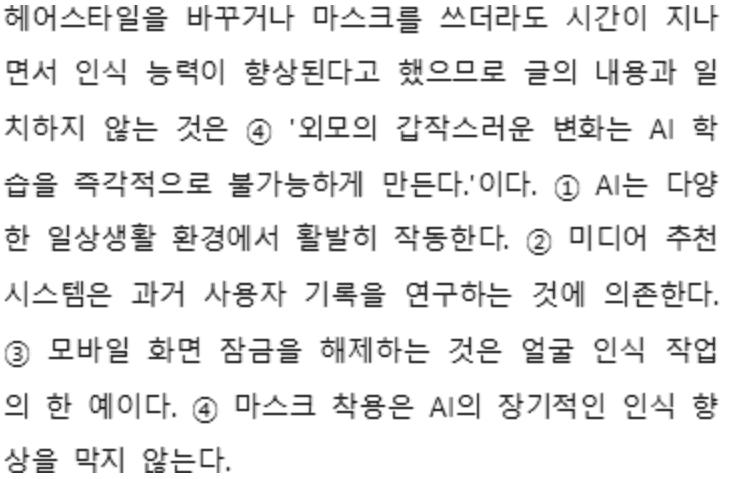 헤어스타일을 바꾸거나 마스크를 쓰더라도 시간이 지나
면서 인식 능력이 향상된다고 했으므로 글의 내용과 일
치하지 않는 것은 ④ '외모의 갑작스러운 변화는 AI 학
습을 즉각적으로 불가능하게 만든다.'이다. ① AI는 다양
한 일상생활 환경에서 활발히 작동한다. ② 미디어 추천
시스템은 과거 사용자 기록을 연구하는 것에 의존한다.
③ 모바일 화면 잠금을 해제하는 것은 얼굴 인식 작업
의 한 예이다. ④ 마스크 착용은 AI의 장기적인 인식 향
상을 막지 않는다.